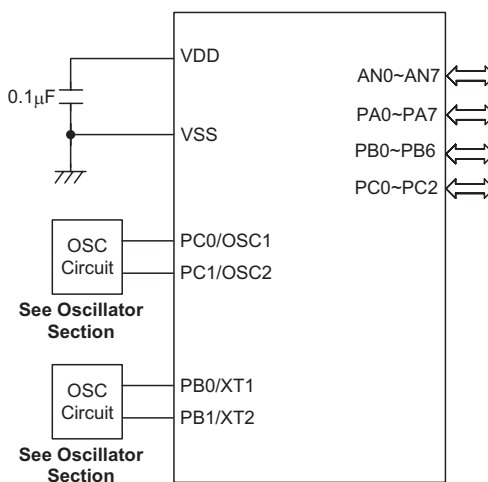 VDD
0.1μF
VSS
AN0~AN7
PA0~PA7
PB0~PB6
PC0~PC2
OSC
Circuit
PC0/OSC1
PC1/OSC2
See Oscillator
Section
OSC
Circuit
PB0/XT1
PB1/XT2
See Oscillator
Section